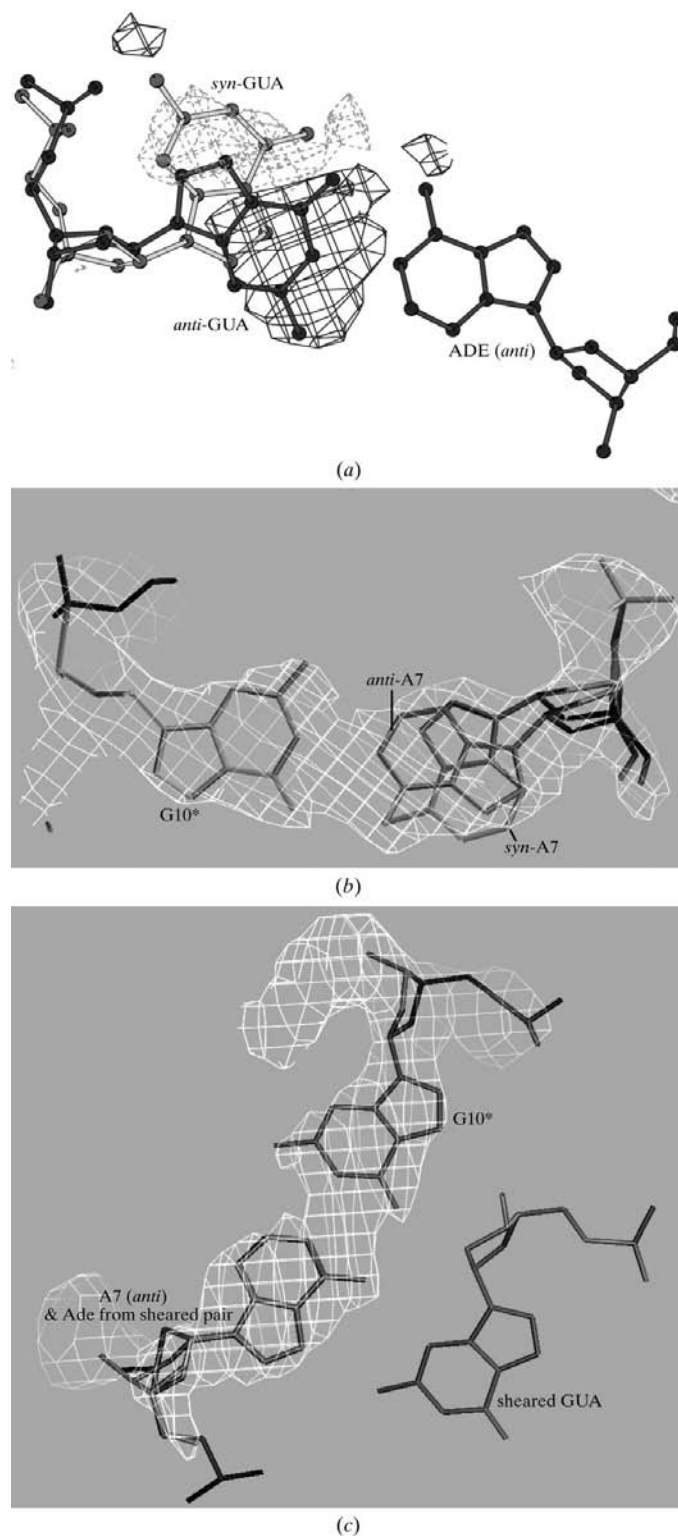 syn-GUA
anti-GUA
ADE (anti)
(a)
anti-A7
G10*
syn-A7
(b)
G10*
A7 (anti)
& Ade from sheared pair
sheared GUA
(c)